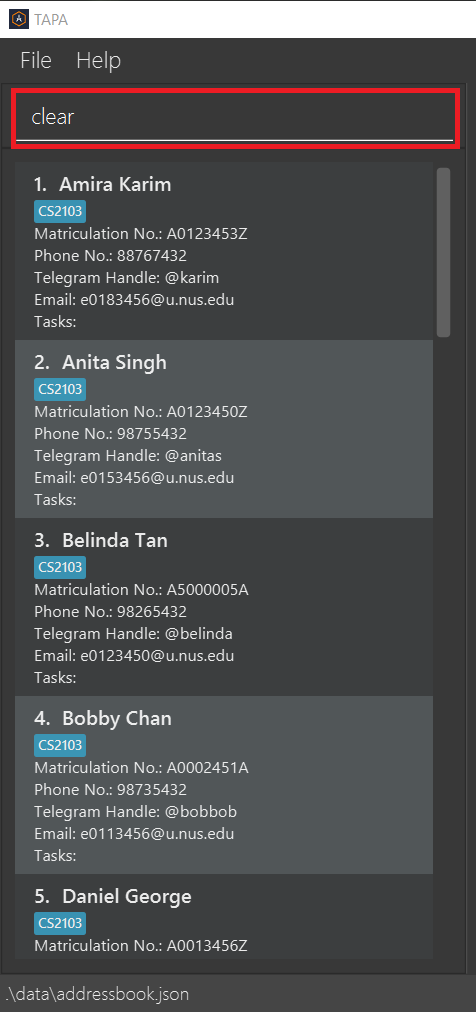 TAPA
File Help
clear
1. Amira Karim
CS2103
Matriculation No.: A0123453Z
Phone No.: 88767432
Telegram Handle: @karim
Email: e0183456@u.nus.edu
Tasks:
2. Anita Singh
CS2103
Matriculation No.: A0123450Z
Phone No.: 98755432
Telegram Handle: @anitas
Email: e0153456@u.nus.edu
Tasks:
3. Belinda Tan
CS2103
Matriculation No.: A5000005A
Phone No.: 98265432
Telegram Handle: @belinda
Email: e0123450@u.nus.edu
Tasks:
4. Bobby Chan
CS2103
Matriculation No.: A0002451A
Phone No.: 98735432
Telegram Handle: @bobbob
Email: e0113456@u.nus.edu
Tasks:
5. Daniel George
CS2103
Matriculation No.: A0013456Z
.\data\addressbook.json